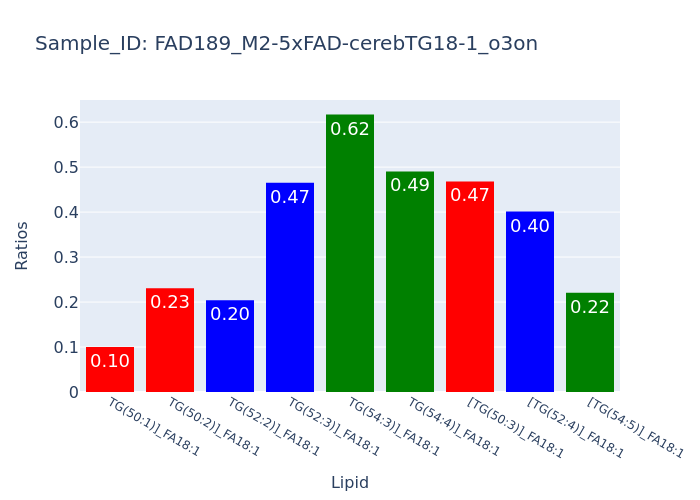 Sample_ID: FAD189_M2-5xFAD-cerebTG18-1_o3on
Ratios
0.6
0.5
0.4
0.3
0.2
0.1
0
0.10
0.23
0.20
0.47
0.62
0.49
0.47
0.40
0.22
TG(50:1)]_FA18:1
TG(50:2)]_FA18:1
TG(52:2)]_FA18:1
TG(52:3)]_FA18:1
TG(54:3)]_FA18:1
TG(54:4)]_FA18:1
[TG(50:3)]_FA18:1
[TG(52:4)]_FA18:1
[TG(54:5)]_FA18:1
Lipid